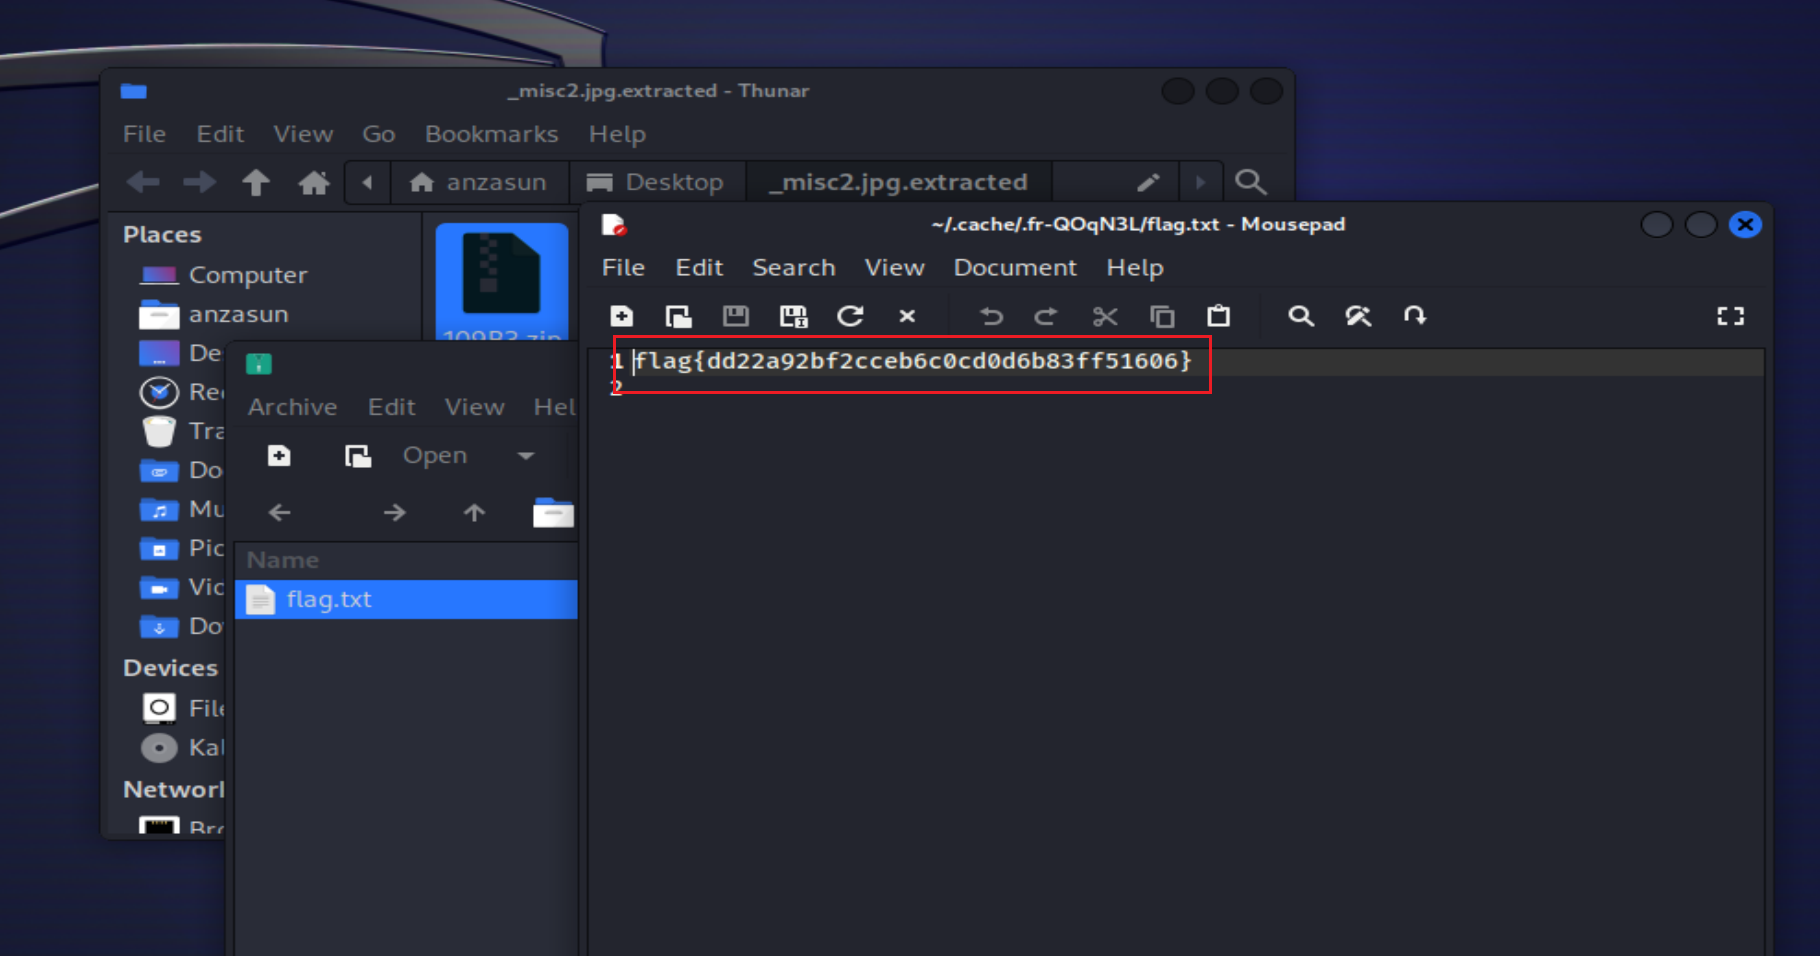 _misc2.jpg.extracted - Thunar
File Edit View Go Bookmarks Help
anzasun Desktop _misc2.jpg.extracted
Places
Computer
anzasun
De
Rec
Tra
Do
Mu
Pic
Vic
Do
Devices
File
Kal
Network
Bro
109B3.zip
Archive Edit View Hel
Open
Name
flag.txt
~/.cache/.fr-QOqN3L/flag.txt - Mousepad
File Edit Search View Document Help
1 flag{dd22a92bf2cceb6c0cd0d6b83ff51606}
2